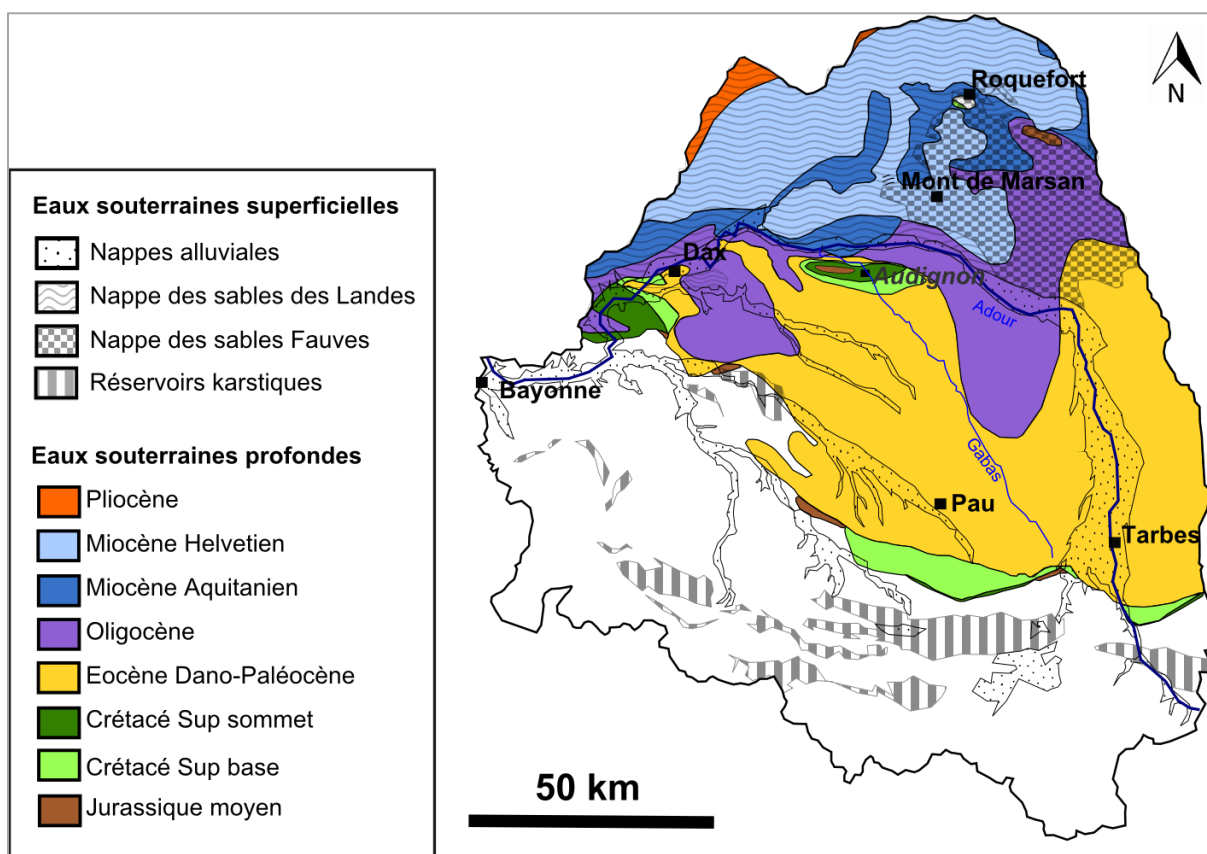 Eaux souterraines superficielles
Nappes alluviales
Nappe des sables des Landes
Nappe des sables Fauves
Réservoirs karstiques
Eaux souterraines profondes
Pliocène
Miocène Helvetien
Miocène Aquitanien
Oligocène
Eocène Dano-Paléocène
Crétacé Sup sommet
Crétacé Sup base
Jurassique moyen
N
Roquefort
Mont de Marsan
Dax
Audignon
Adour
Bayonne
Gabas
Pau
Tarbes
50 km